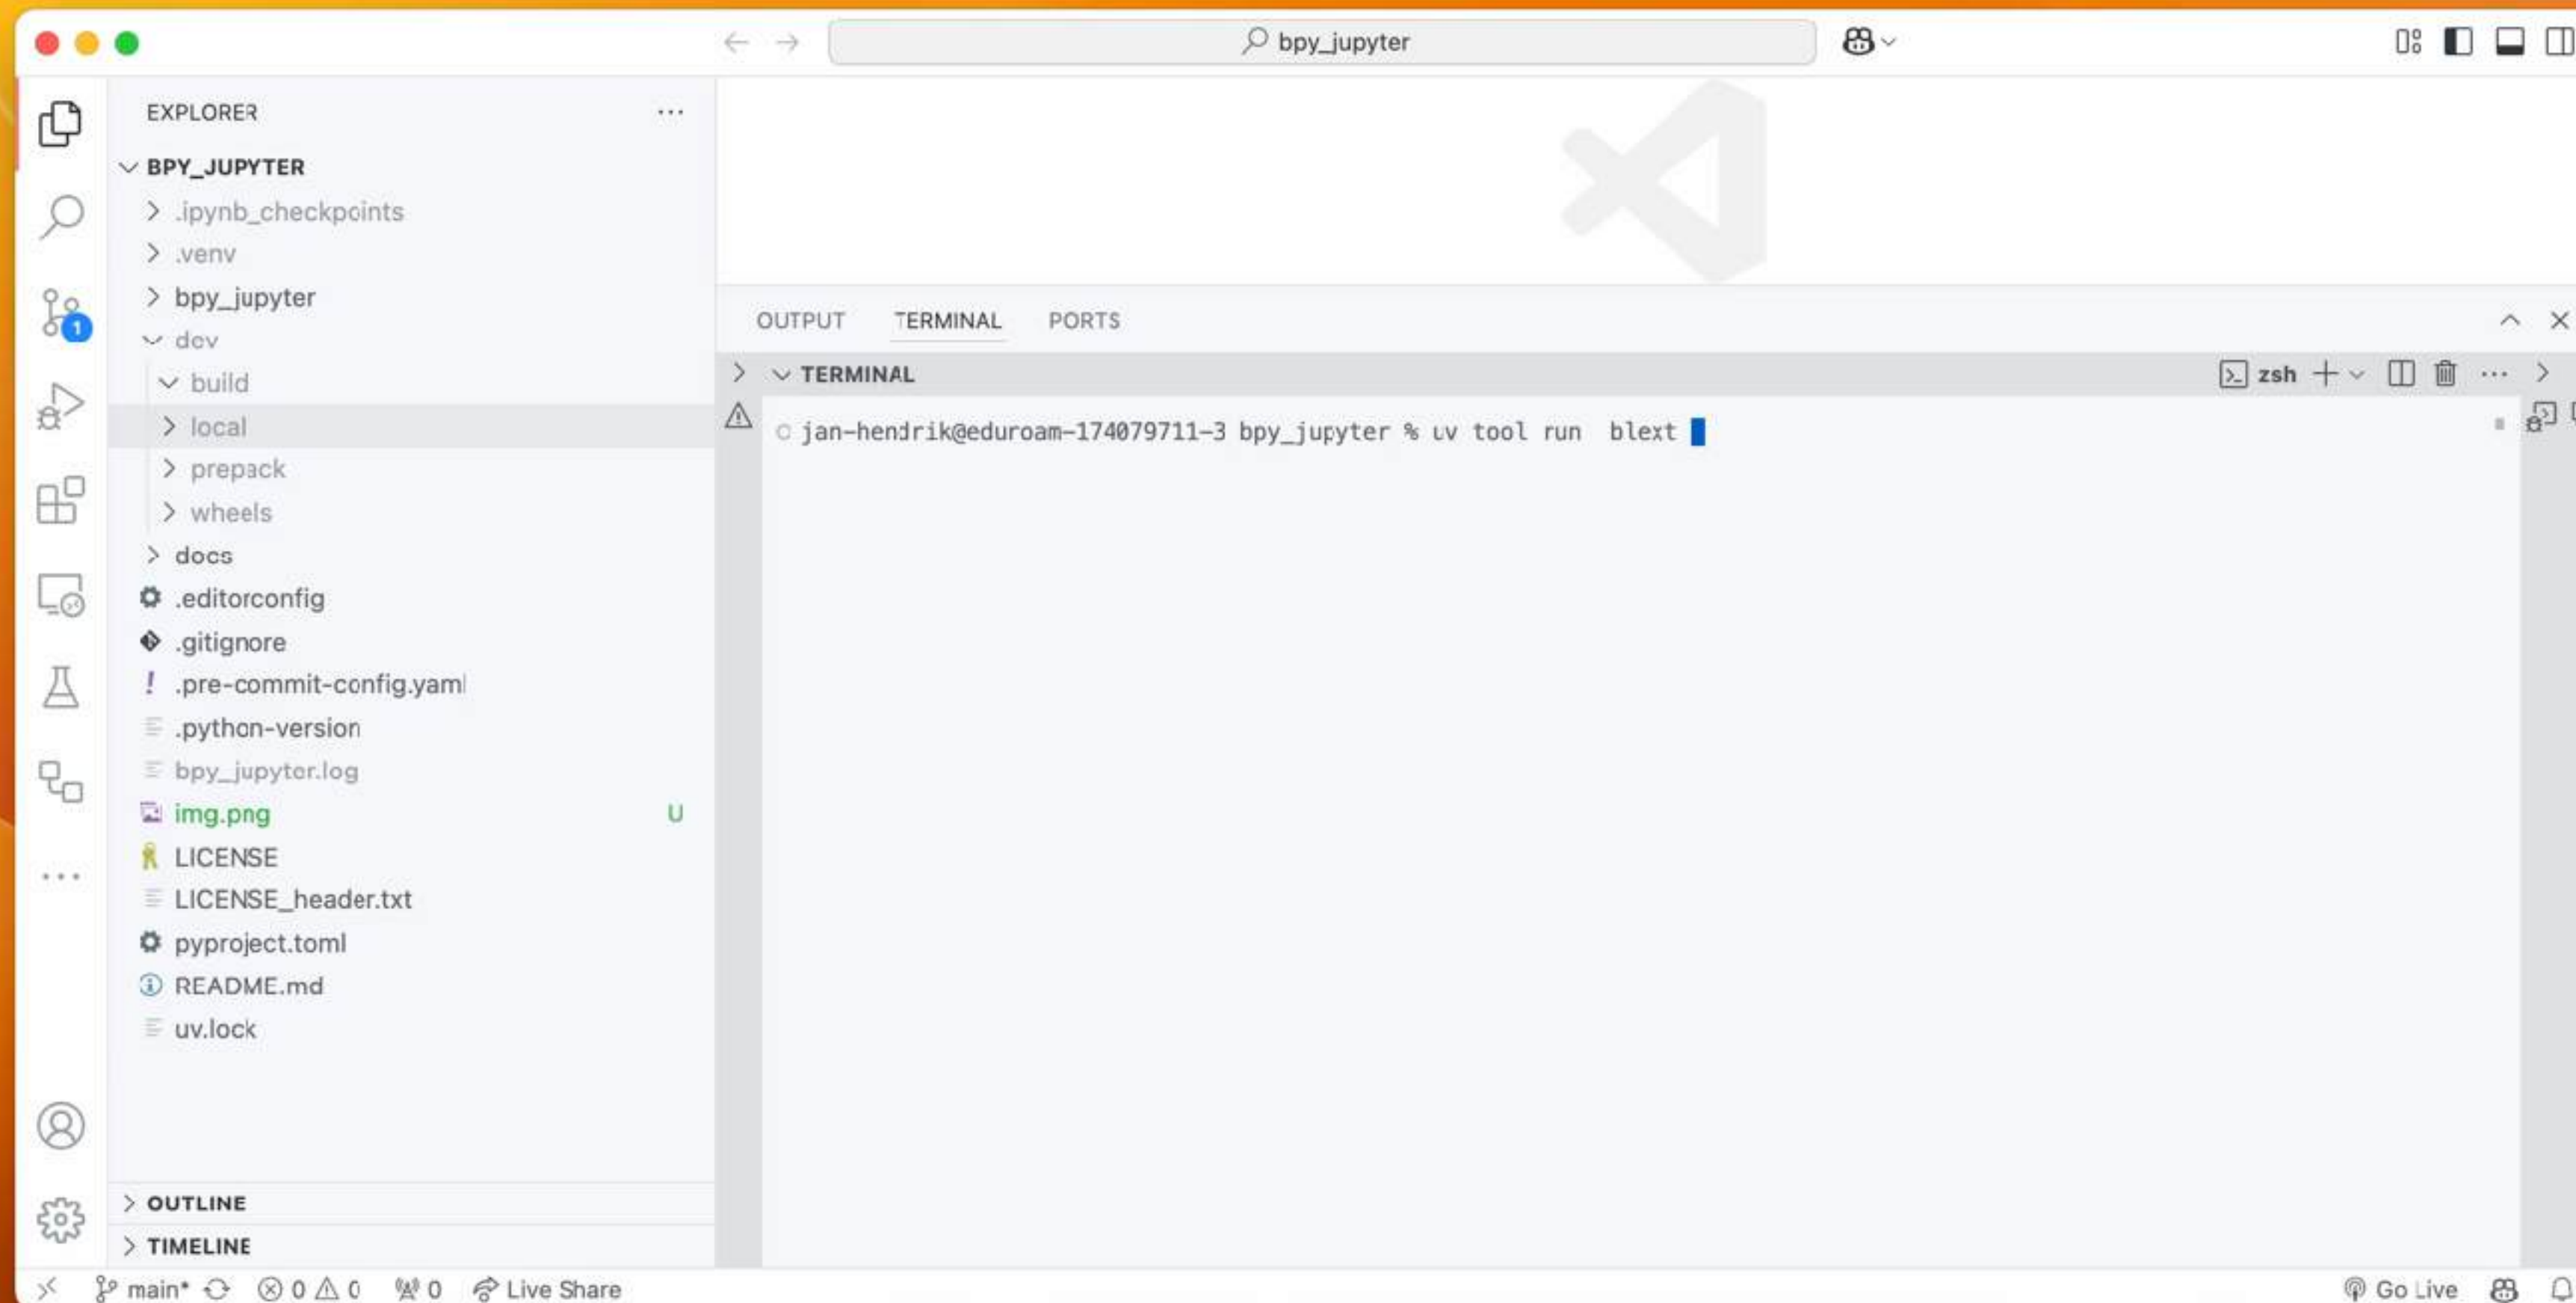 bpy_jupyter
EXPLORER
BPY_JUPYTER
.ipynb_checkpoints
.venv
bpy_jupyter
dev
build
local
prepack
wheels
docs
.editorconfig
.gitignore
.pre-commit-config.yaml
.python-version
bpy_jupyter.log
img.png U
LICENSE
LICENSE_header.txt
pyproject.toml
README.md
uv.lock
OUTLINE
TIMELINE
OUTPUT TERMINAL PORTS
TERMINAL zsh
jan-hendrik@eduroam-174079711-3 bpy_jupyter % uv tool run  blext
1
main* 0 0 0 Live Share Go Live